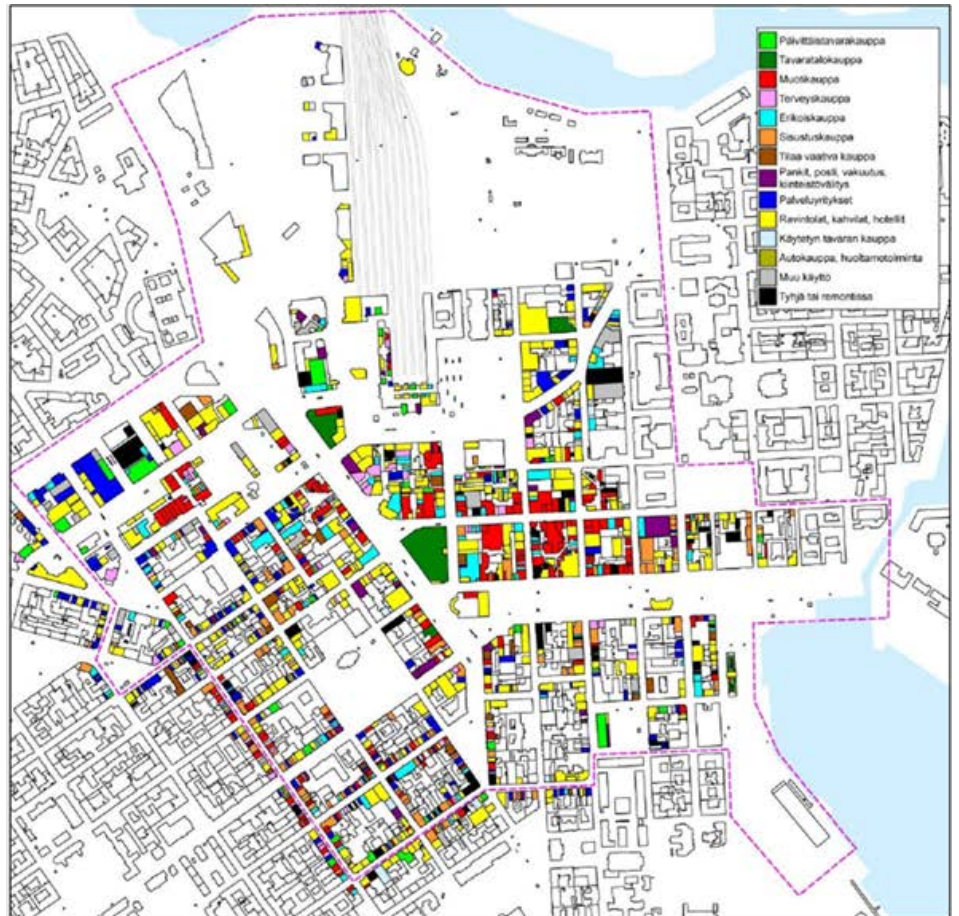 Päivittäistavarakauppa
Tavaratalokauppa
Muotikauppa
Terveyskauppa
Erikoiskauppa
Sisustuskauppa
Tilaa vaativa kauppa
Pankit, posti, vakuutus,
kiinteistövälitys
Palveluyritykset
Ravintolat, kahvilat, hotellit
Käytetyn tavaran kauppa
Autokauppa, huoltamotoiminta
Muu käyttö
Tyhjä tai remontissa